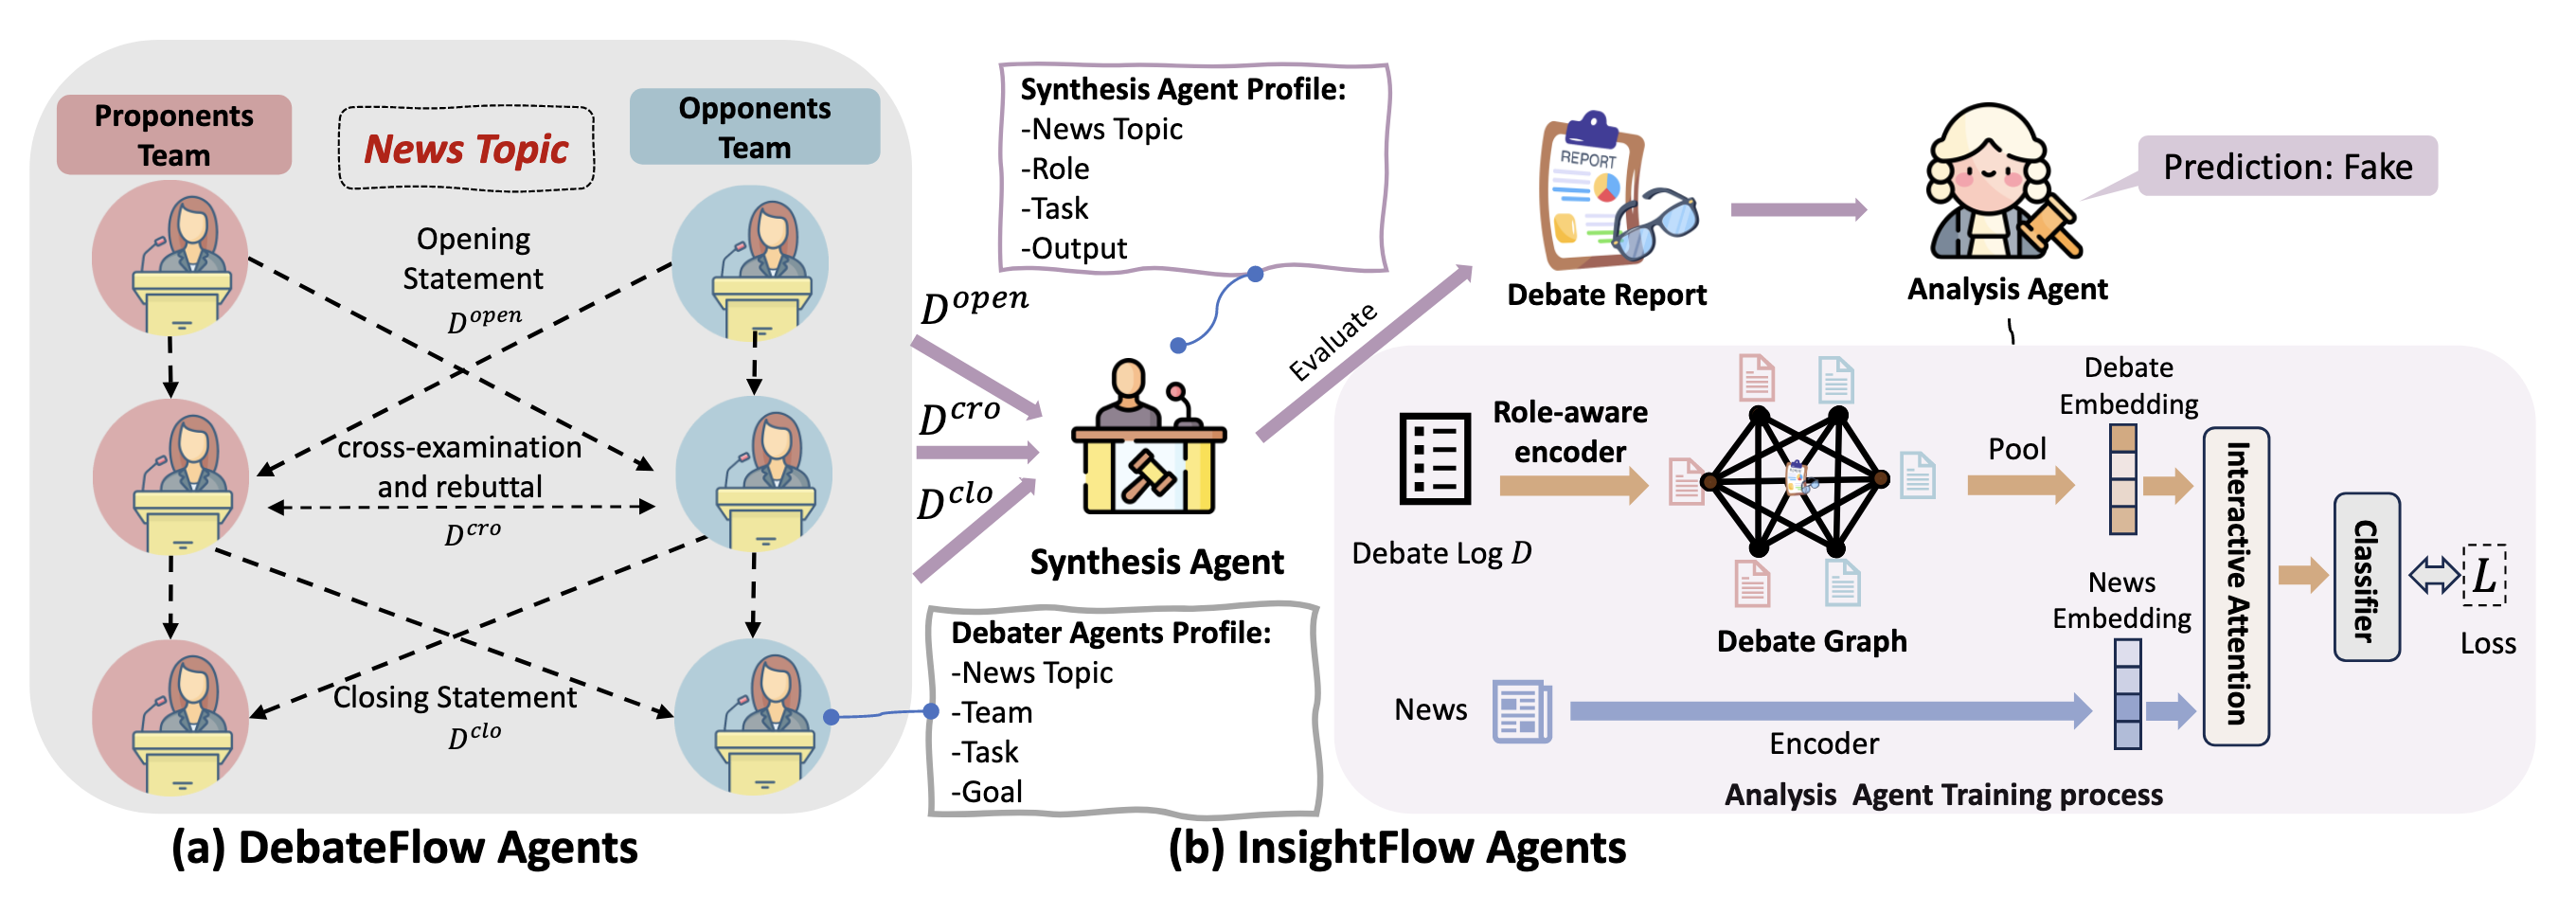 Proponents
Team
News Topic
Opponents
Team
Opening
Statement
D^open
cross-examination
and rebuttal
D^cro
Closing Statement
D^clo
(a) DebateFlow Agents
Synthesis Agent Profile:
-News Topic
-Role
-Task
-Output
D^open
D^cro
D^clo
Synthesis Agent
Evaluate
Debater Agents Profile:
-News Topic
-Team
-Task
-Goal
REPORT
Debate Report
Analysis Agent
Prediction: Fake
Debate Log D
Role-aware
encoder
Debate Graph
Pool
Debate
Embedding
News
Encoder
News
Embedding
Interactive Attention
Classifier
L
Loss
Analysis Agent Training process
(b) InsightFlow Agents